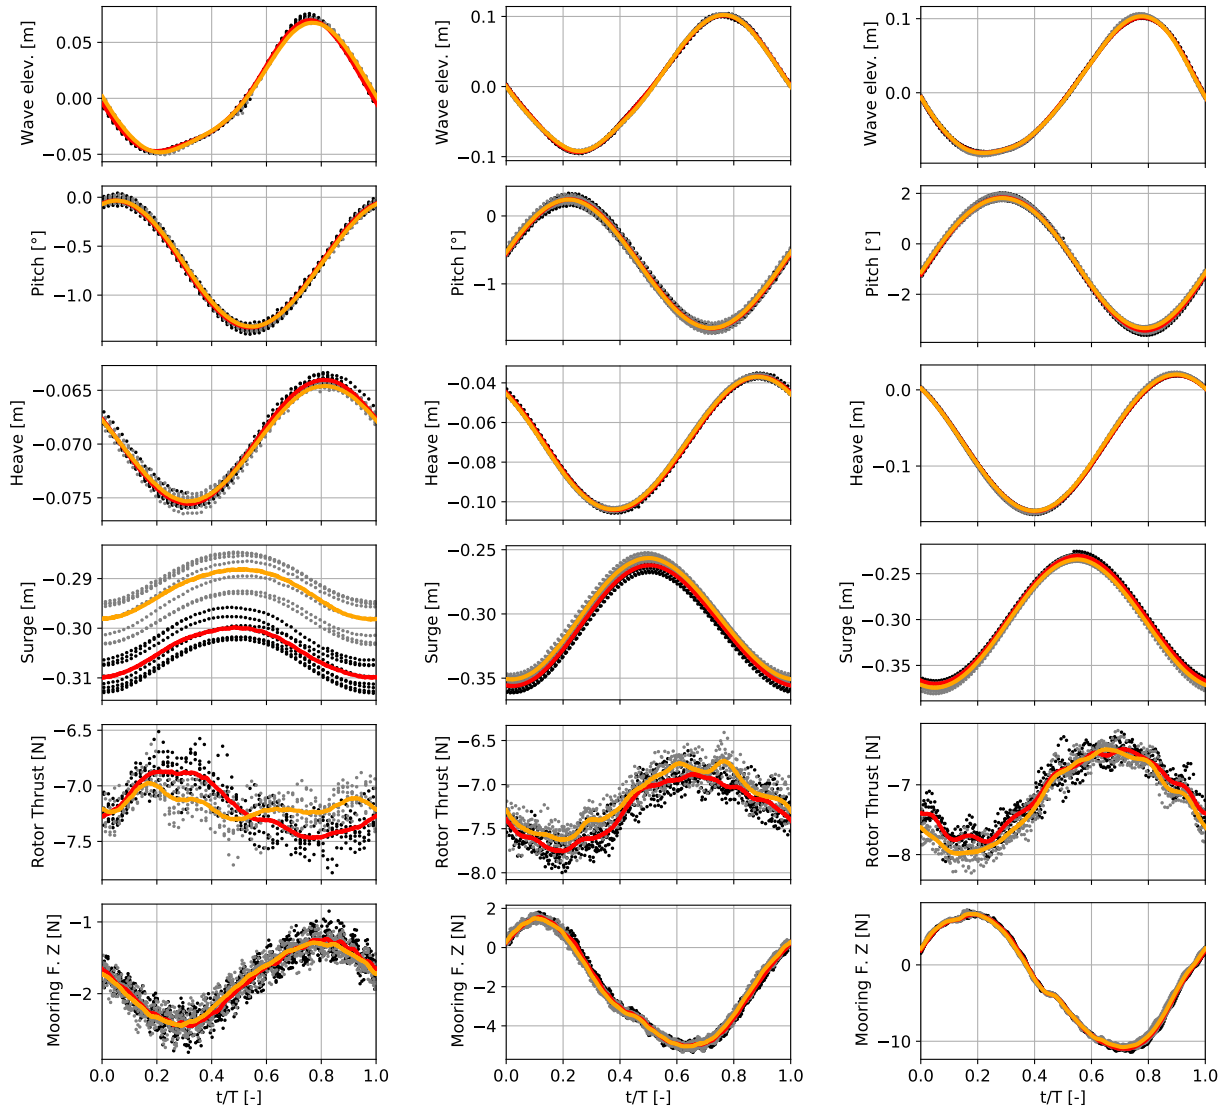 Wave elev. [m]
0.05
0.00
−0.05
Wave elev. [m]
0.1
0.0
−0.1
Wave elev. [m]
0.1
0.0
Pitch [°]
0.0
−0.5
−1.0
Pitch [°]
0
−1
Pitch [°]
2
0
−2
Heave [m]
−0.065
−0.070
−0.075
Heave [m]
−0.04
−0.06
−0.08
−0.10
Heave [m]
0.0
−0.1
Surge [m]
−0.29
−0.30
−0.31
Surge [m]
−0.25
−0.30
−0.35
Surge [m]
−0.25
−0.30
−0.35
Rotor Thrust [N]
−6.5
−7.0
−7.5
Rotor Thrust [N]
−6.5
−7.0
−7.5
−8.0
Rotor Thrust [N]
−7
−8
Mooring F. Z [N]
−1
−2
Mooring F. Z [N]
2
0
−2
−4
Mooring F. Z [N]
0
−10
0.0 0.2 0.4 0.6 0.8 1.0
t/T [-]
0.0 0.2 0.4 0.6 0.8 1.0
t/T [-]
0.0 0.2 0.4 0.6 0.8 1.0
t/T [-]